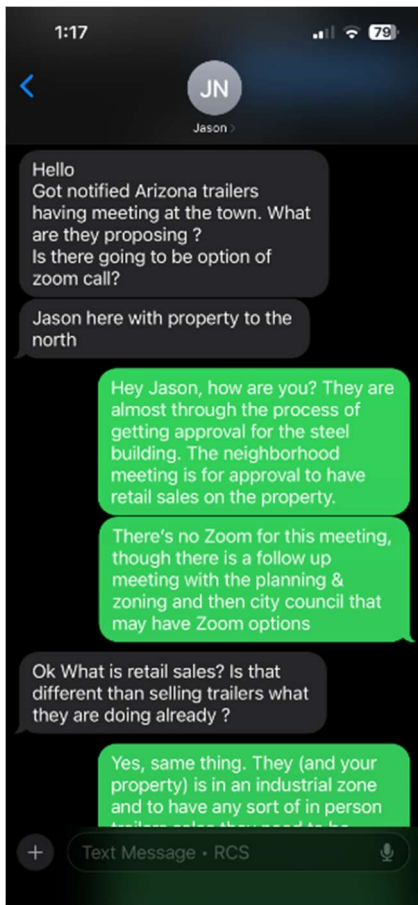 1:17
79
JN
Jason
Hello
Got notified Arizona trailers
having meeting at the town. What
are they proposing ?
Is there going to be option of
zoom call?
Jason here with property to the
north
Hey Jason, how are you? They are
almost through the process of
getting approval for the steel
building. The neighborhood
meeting is for approval to have
retail sales on the property.
There's no Zoom for this meeting,
though there is a follow up
meeting with the planning &
zoning and then city council that
may have Zoom options
Ok What is retail sales? Is that
different than selling trailers what
they are doing already ?
Yes, same thing. They (and your
property) is in an industrial zone
and to have any sort of in person
trailers sales they need to be
Text Message • RCS